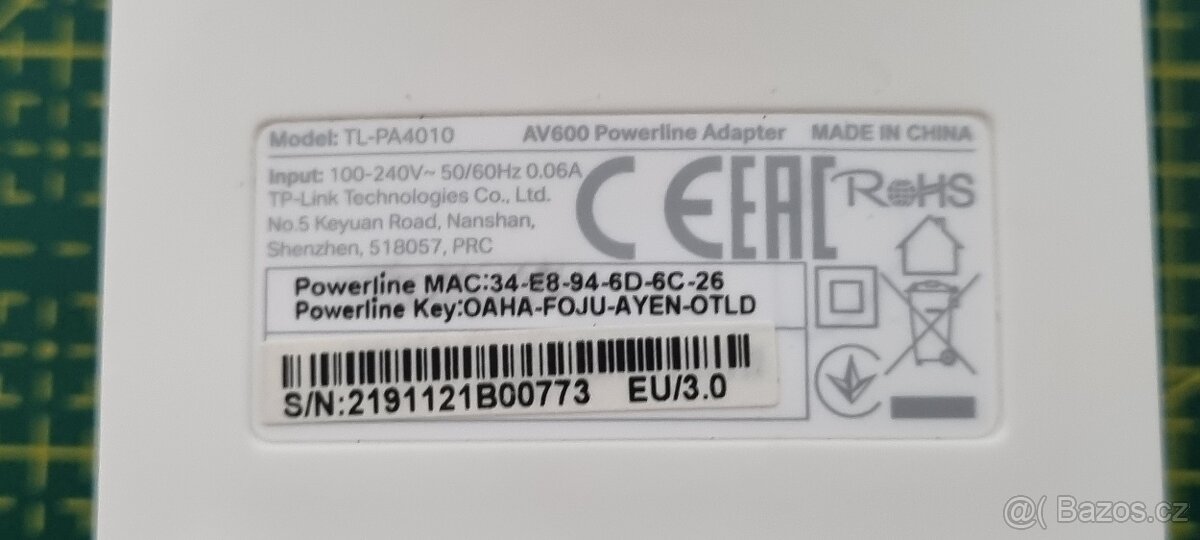 Model: TL-PA4010 AV600 Powerline Adapter MADE IN CHINA
Input: 100-240V~ 50/60Hz 0.06A
TP-Link Technologies Co., Ltd.
No.5 Keyuan Road, Nanshan,
Shenzhen, 518057, PRC
CE EAC RoHS
Powerline MAC:34-E8-94-6D-6C-26
Powerline Key:OAHA-FOJU-AYEN-OTLD
S/N:2191121B00773 EU/3.0
@( Bazos.cz